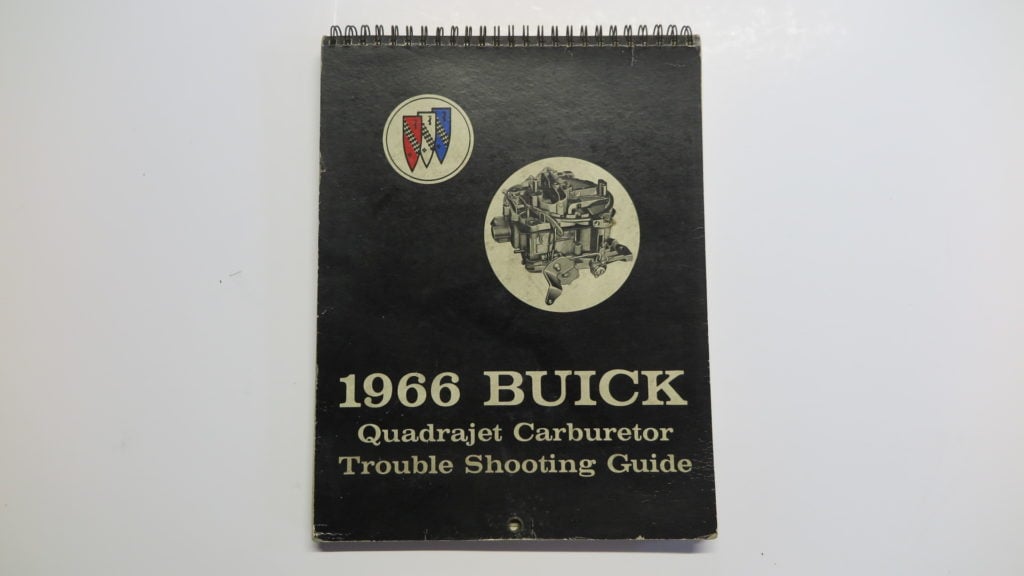 1966 BUICK
Quadrajet Carburetor
Trouble Shooting Guide